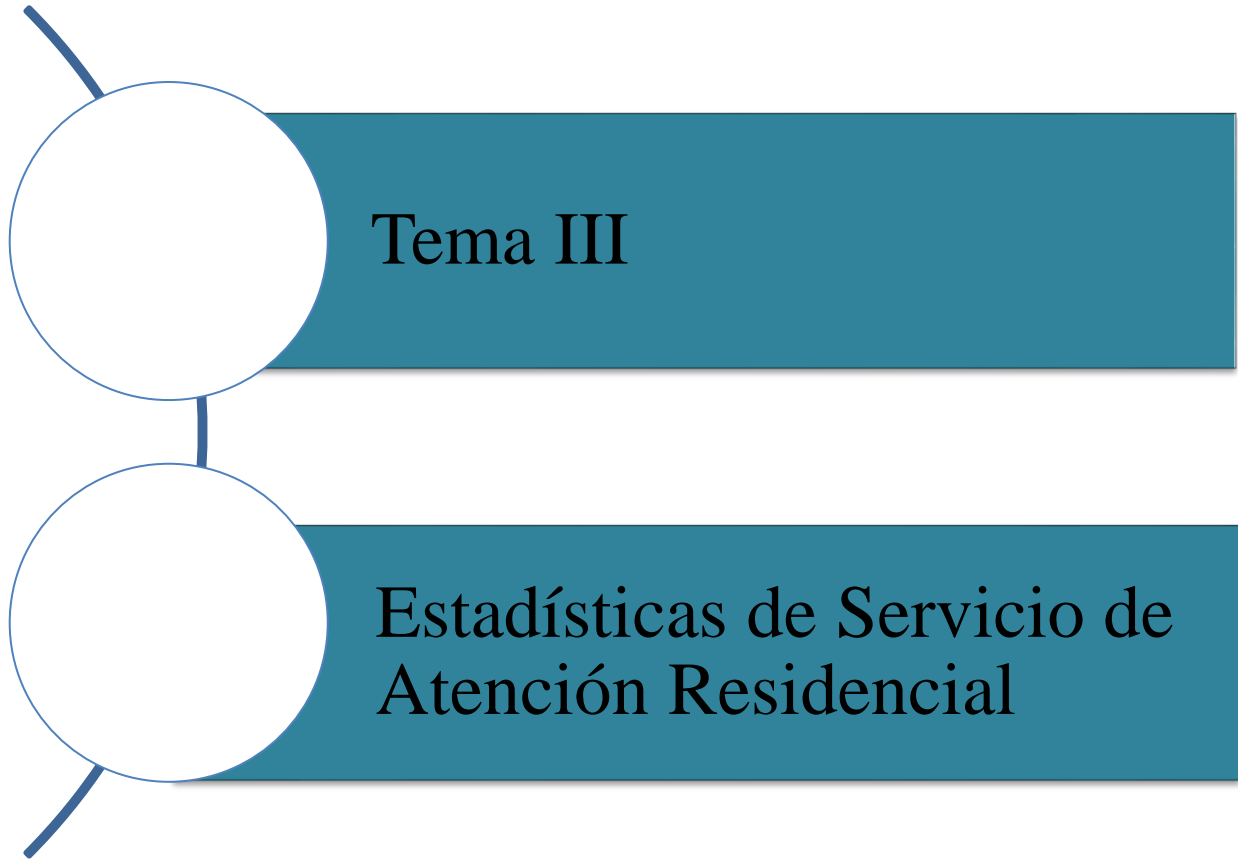 Tema III
Estadísticas de Servicio de
Atención Residencial